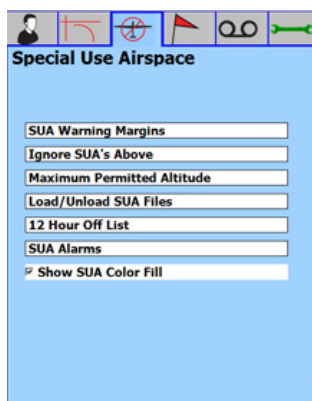 Special Use Airspace
SUA Warning Margins
Ignore SUA's Above
Maximum Permitted Altitude
Load/Unload SUA Files
12 Hour Off List
SUA Alarms
Show SUA Color Fill